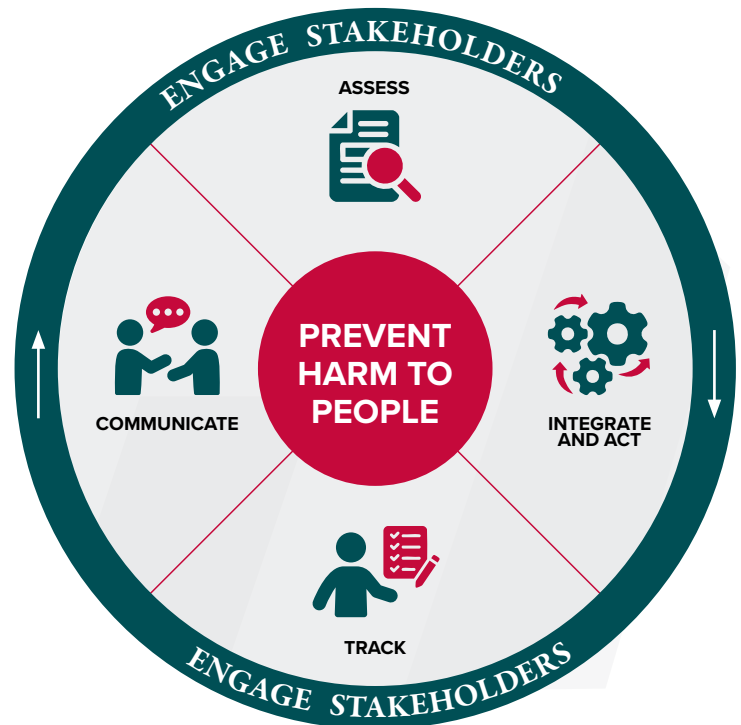 ENGAGE STAKEHOLDERS
ASSESS
PREVENT
HARM TO
PEOPLE
COMMUNICATE
INTEGRATE
AND ACT
TRACK
ENGAGE STAKEHOLDERS